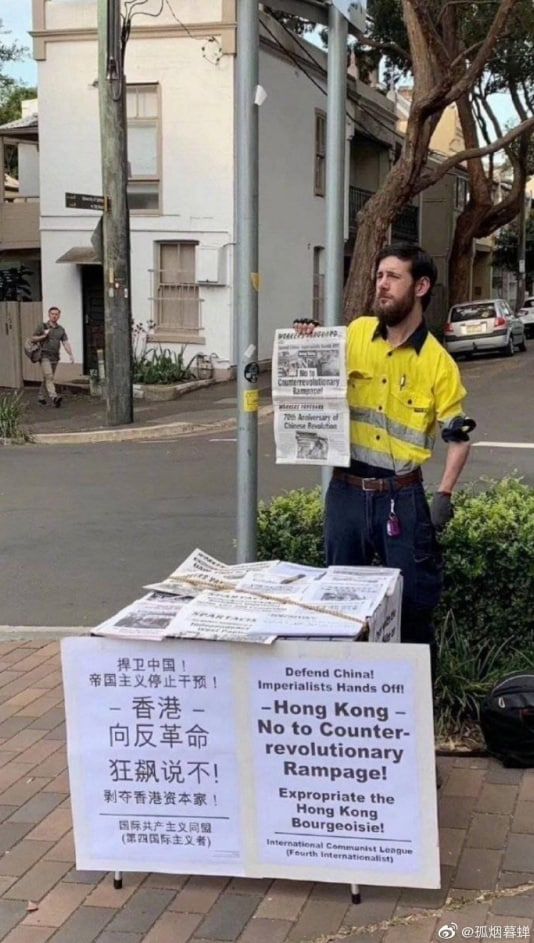 WORKERS VANGUARD
No to
Counterrevolutionary
Rampage!
WORKERS VANGUARD
70th Anniversary of
Chinese Revolution
SPARTACIST
捍卫中国！
帝国主义停止干预！
– 香港 –
向反革命
狂飙说不!
剥夺香港资本家！
国际共产主义同盟
(第四国际主义者)
Defend China!
Imperialists Hands Off!
–Hong Kong –
No to Counter-
revolutionary
Rampage!
Expropriate the
Hong Kong
Bourgeoisie!
International Communist League
(Fourth Internationalist)
@孤烟暮蝉